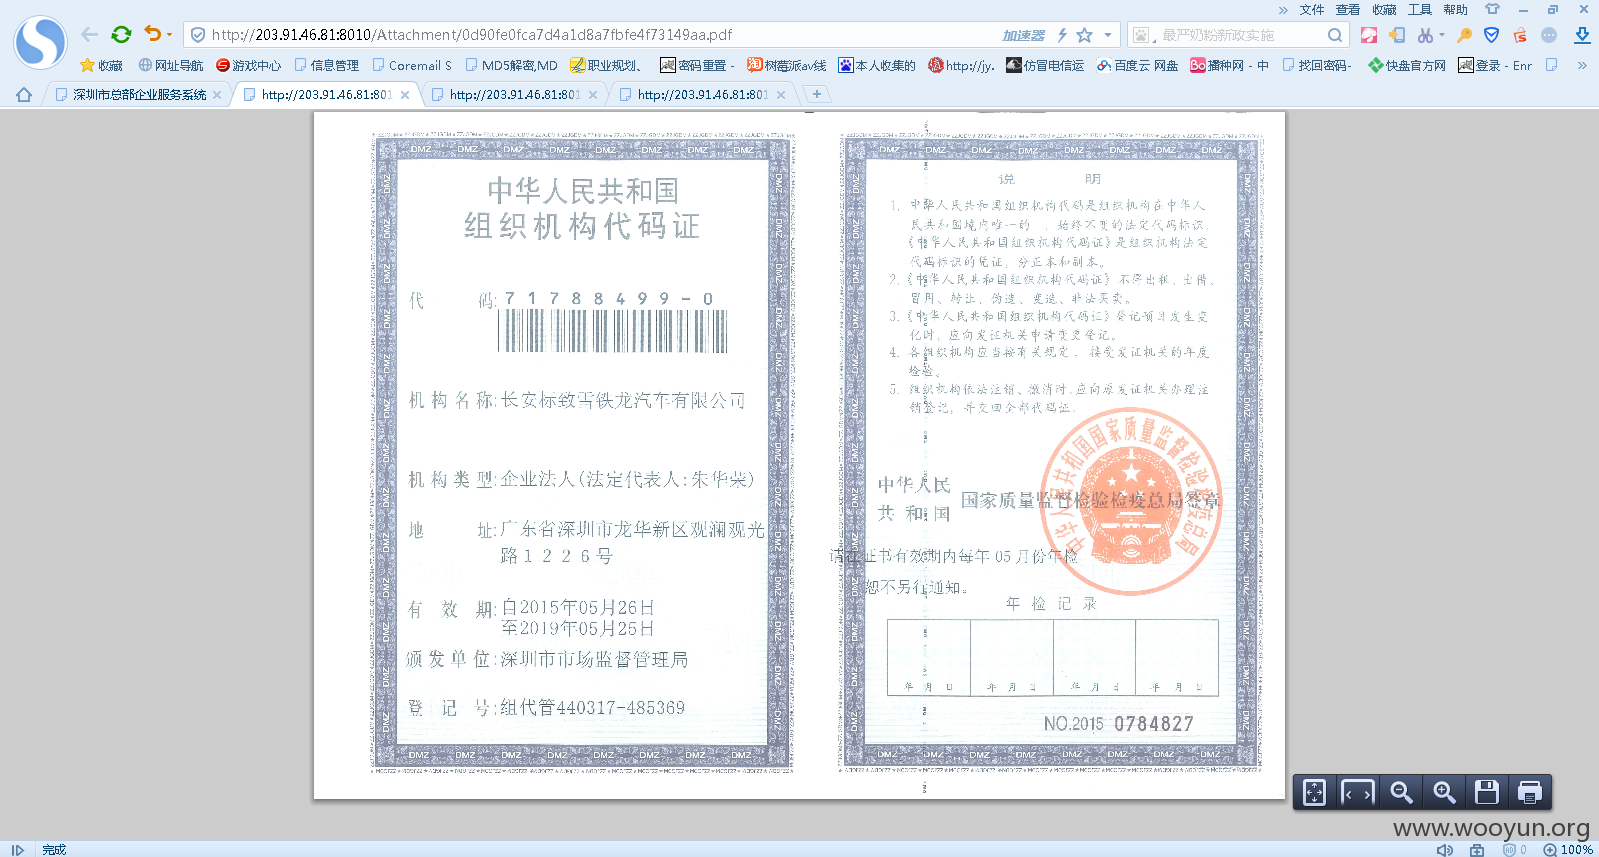 » 文件 查看 收藏 工具 帮助
http://203.91.46.81:8010/Attachment/0d90fe0fca7d4a1d8a7fbfe4f73149aa.pdf 加速器 最严奶粉新政实施
收藏 网址导航 游戏中心 信息管理 Coremail S MD5解密,MD 职业规划、 密码重置 - 树莓派av线 本人收集的 http://jy. 仿冒电信运 百度云 网盘 播种网 - 中 找回密码- 快盘官方网 登录 - Enr »
深圳市总部企业服务系统 × http://203.91.46.81:801 × http://203.91.46.81:801 × http://203.91.46.81:801 ×
DMZ DMZ DMZ DMZ DMZ DMZ DMZ DMZ
中华人民共和国
组织机构代码证
代 码: 71788499-0
机构名称: 长安标致雪铁龙汽车有限公司
机构类型: 企业法人(法定代表人:朱华荣)
地 址: 广东省深圳市龙华新区观澜观光
路1226号
有 效 期: 自2015年05月26日
至2019年05月25日
颁发单位: 深圳市市场监督管理局
登 记 号: 组代管440317-485369
说 明
1. 中华人民共和国组织机构代码是组织机构在中华人
民共和国境内唯一的、始终不变的法定代码标识,
《中华人民共和国组织机构代码证》是组织机构法定
代码标识的凭证, 分正本和副本。
2.《中华人民共和国组织机构代码证》不得出租、出借、
冒用、转让、伪造、变造、非法买卖。
3.《中华人民共和国组织机构代码证》登记项目发生变
化时, 应向发证机关申请变更登记。
4. 各组织机构应当按有关规定, 接受发证机关的年度
检验。
5. 组织机构依法注销、撤消时, 应向原发证机关办理注
销登记, 并交回全部代码证。
中华人民
共和国 国家质量监督检验检疫总局签章
中华人民共和国国家质量监督检验检疫总局
请在证书有效期内每年 05 月份年检
恕不另行通知。
年 检 记 录
年 月 日 年 月 日 年 月 日 年 月 日
NO.2015 0784827
www.wooyun.org
完成 0 100%